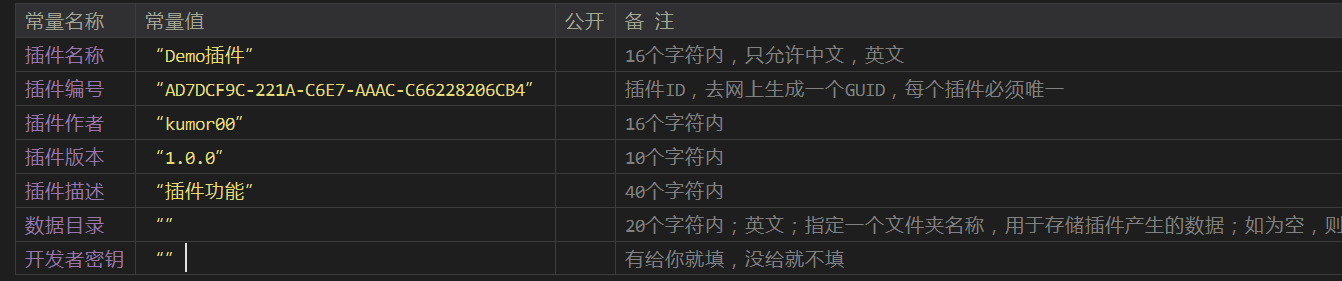 常量名称 常量值 公开 备 注
插件名称 “Demo插件” 16个字符内，只允许中文，英文
插件编号 “AD7DCF9C-221A-C6E7-AAAC-C66228206CB4” 插件ID，去网上生成一个GUID，每个插件必须唯一
插件作者 “kumor00” 16个字符内
插件版本 “1.0.0” 10个字符内
插件描述 “插件功能” 40个字符内
数据目录 “” 20个字符内；英文；指定一个文件夹名称，用于存储插件产生的数据；如为空，则
开发者密钥 “” 有给你就填，没给就不填